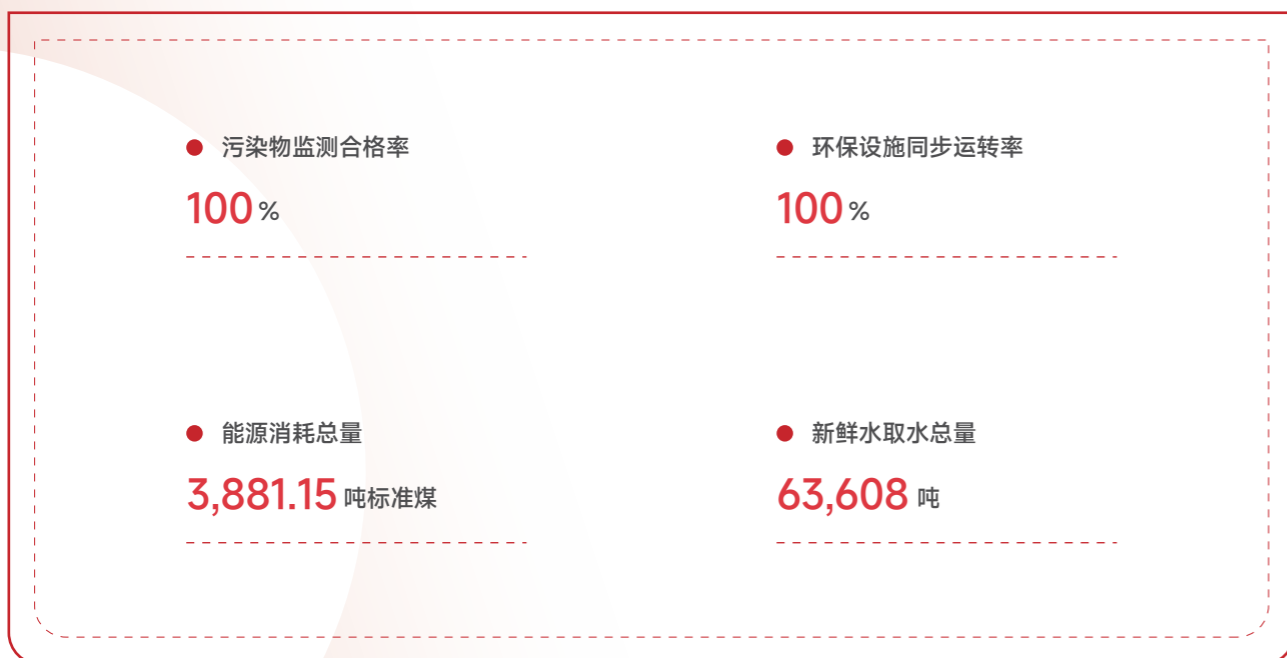 污染物监测合格率
100%
环保设施同步运转率
100%
能源消耗总量
3,881.15 吨标准煤
新鲜水取水总量
63,608 吨